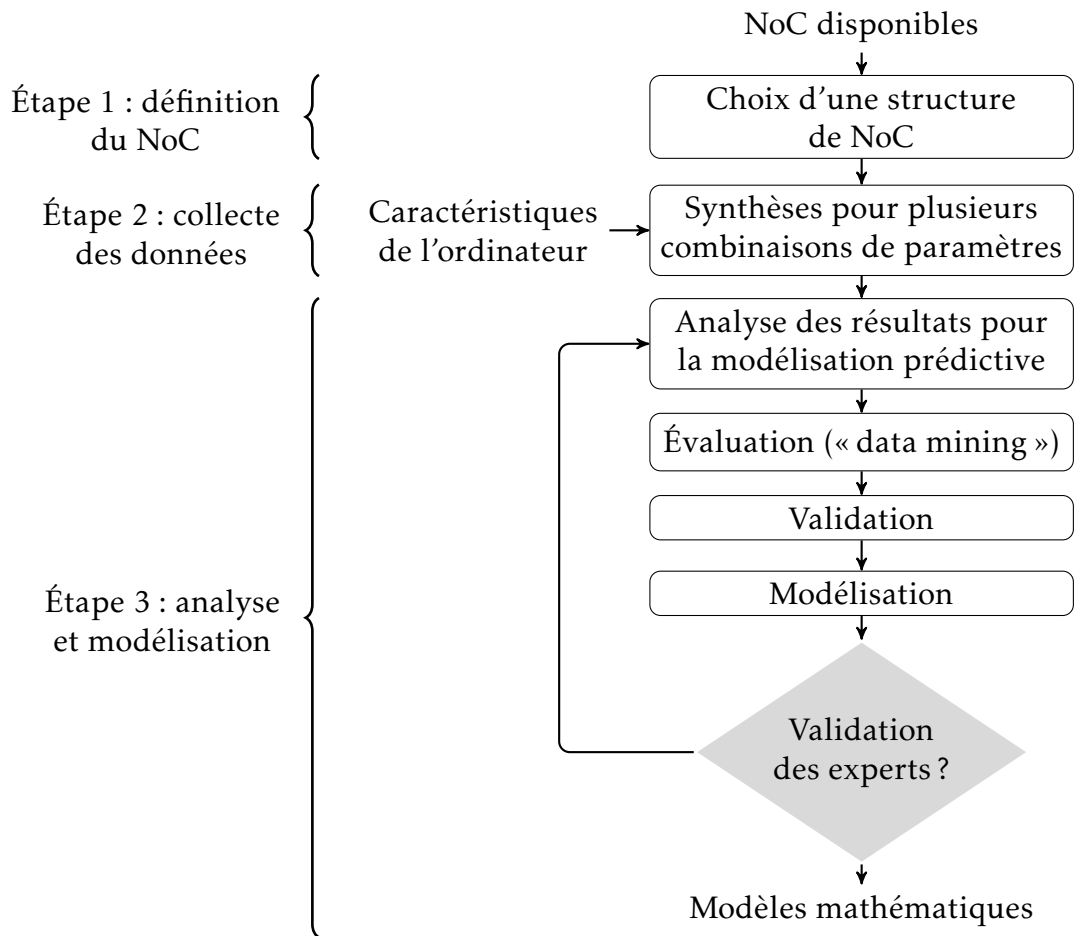 NoC disponibles
Étape 1 : définition
du NoC
Choix d'une structure
de NoC
Étape 2 : collecte
des données
Caractéristiques
de l'ordinateur
Synthèses pour plusieurs
combinaisons de paramètres
Étape 3 : analyse
et modélisation
Analyse des résultats pour
la modélisation prédictive
Évaluation (« data mining »)
Validation
Modélisation
Validation
des experts ?
Modèles mathématiques